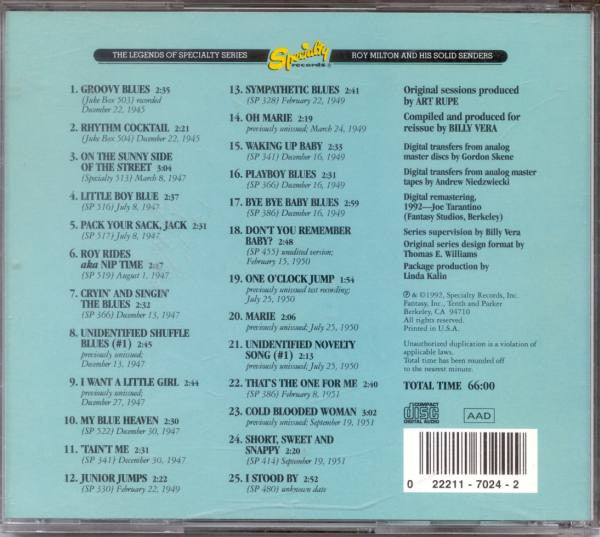 THE LEGENDS OF SPECIALTY SERIES
Specialty
records
ROY MILTON AND HIS SOLID SENDERS
1. GROOVY BLUES 2:35
(Juke Box 503) recorded
December 22, 1945
2. RHYTHM COCKTAIL 2:21
(Juke Box 504) December 22, 1945
3. ON THE SUNNY SIDE
OF THE STREET 3:04
(Specialty 513) March 8, 1947
4. LITTLE BOY BLUE 2:37
(SP 516) July 8, 1947
5. PACK YOUR SACK, JACK 2:31
(SP 517) July 8, 1947
6. ROY RIDES
aka NIP TIME
(SP 519) August 1, 1947
7. CRYIN' AND SINGIN'
THE BLUES 2:32
(SP 366) December 13, 1947
8. UNIDENTIFIED SHUFFLE
BLUES (#1) 2:45
previously unissued;
December 13, 1947
9. I WANT A LITTLE GIRL 2:44
previously unissued;
December 27, 1947
10. MY BLUE HEAVEN 2:30
(SP 522) December 30, 1947
11. 'TAIN'T ME 2:31
(SP 341) December 30, 1947
12. JUNIOR JUMPS 2:22
(SP 330) February 22, 1949
13. SYMPATHETIC BLUES 2:41
(SP 328) February 22, 1949
14. OH MARIE 2:19
previously unissued; March 24, 1949
15. WAKING UP BABY 2:33
(SP 341) December 16, 1949
16. PLAYBOY BLUES 2:31
(SP 366) December 16, 1949
17. BYE BYE BABY BLUES 2:59
(SP 386) December 16, 1949
18. DON'T YOU REMEMBER
BABY? 2:48
(SP 455) unedited version;
February 15, 1950
19. ONE O'CLOCK JUMP 1:54
previously unissued test recording;
July 25, 1950
20. MARIE 2:06
previously unissued; July 25, 1950
21. UNIDENTIFIED NOVELTY
SONG (#1) 2:13
previously unissued; July 25, 1950
22. THAT'S THE ONE FOR ME 2:40
(SP 386) February 8, 1951
23. COLD BLOODED WOMAN 3:02
previously unissued; September 19, 1951
24. SHORT, SWEET AND
SNAPPY 2:20
(SP 414) September 19, 1951
25. I STOOD BY 2:52
(SP 480) unknown date
Original sessions produced
by ART RUPE
Compiled and produced for
reissue by BILLY VERA
Digital transfers from analog
master discs by Gordon Skene
Digital transfers from analog master
tapes by Andrew Niedzwiecki
Digital remastering,
1992—Joe Tarantino
(Fantasy Studios, Berkeley)
Series supervision by Billy Vera
Original series design format by
Thomas E. Williams
Package production by
Linda Kalin
℗ & ©1992, Specialty Records, Inc.
Fantasy, Inc., Tenth and Parker
Berkeley, CA 94710
All rights reserved.
Printed in U.S.A.
Unauthorized duplication is a violation of
applicable laws.
Total time has been rounded off
to the nearest minute.
TOTAL TIME 66:00
COMPACT
disc
DIGITAL AUDIO
AAD
0 22211-7024-2